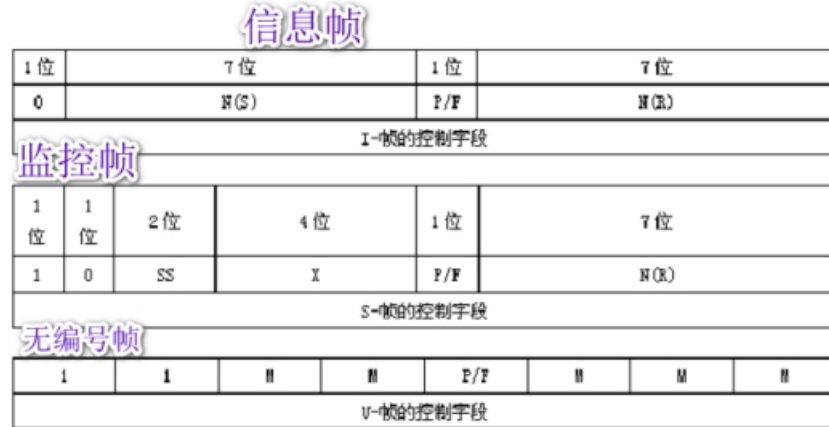 信息帧
1位 7位 1位 7位
0 N(S) P/F N(R)
I-帧的控制字段
监控帧
1位 1位 2位 4位 1位 7位
1 0 SS X P/F N(R)
S-帧的控制字段
无编号帧
1 1 M M P/F M M M
U-帧的控制字段